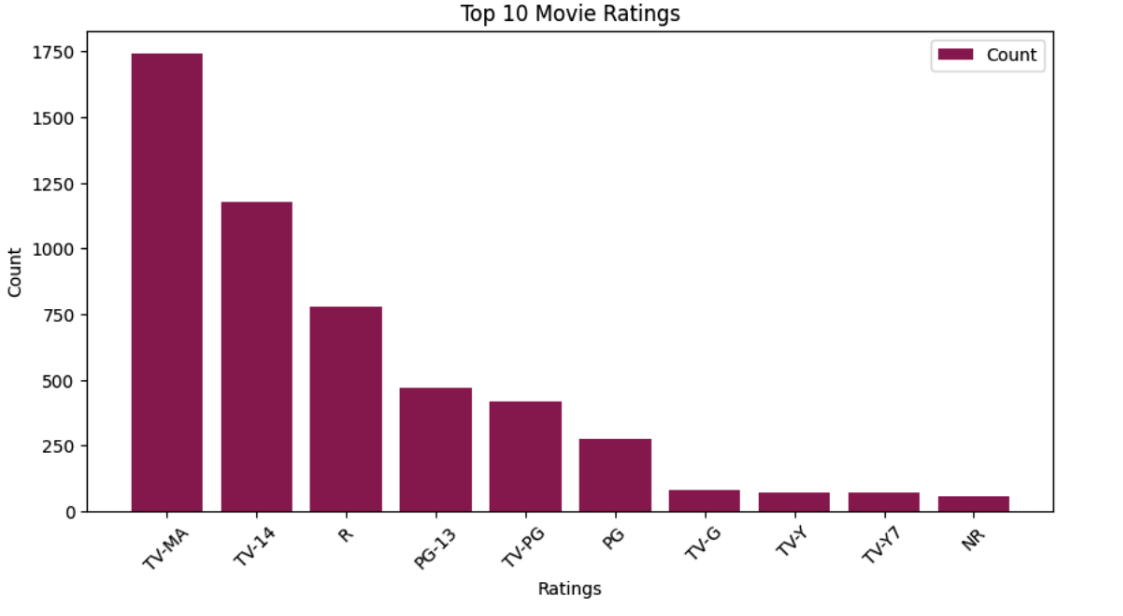 Top 10 Movie Ratings
Count
1750
1500
1250
1000
750
500
250
0
Count
TV-MA
TV-14
R
PG-13
TV-PG
PG
TV-G
TV-Y
TV-Y7
NR
Ratings